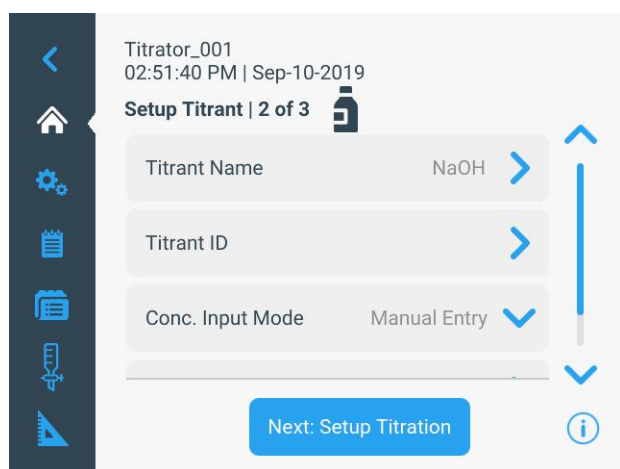 Titrator_001
02:51:40 PM | Sep-10-2019
Setup Titrant | 2 of 3
Titrant Name NaOH
Titrant ID
Conc. Input Mode Manual Entry
Next: Setup Titration
i